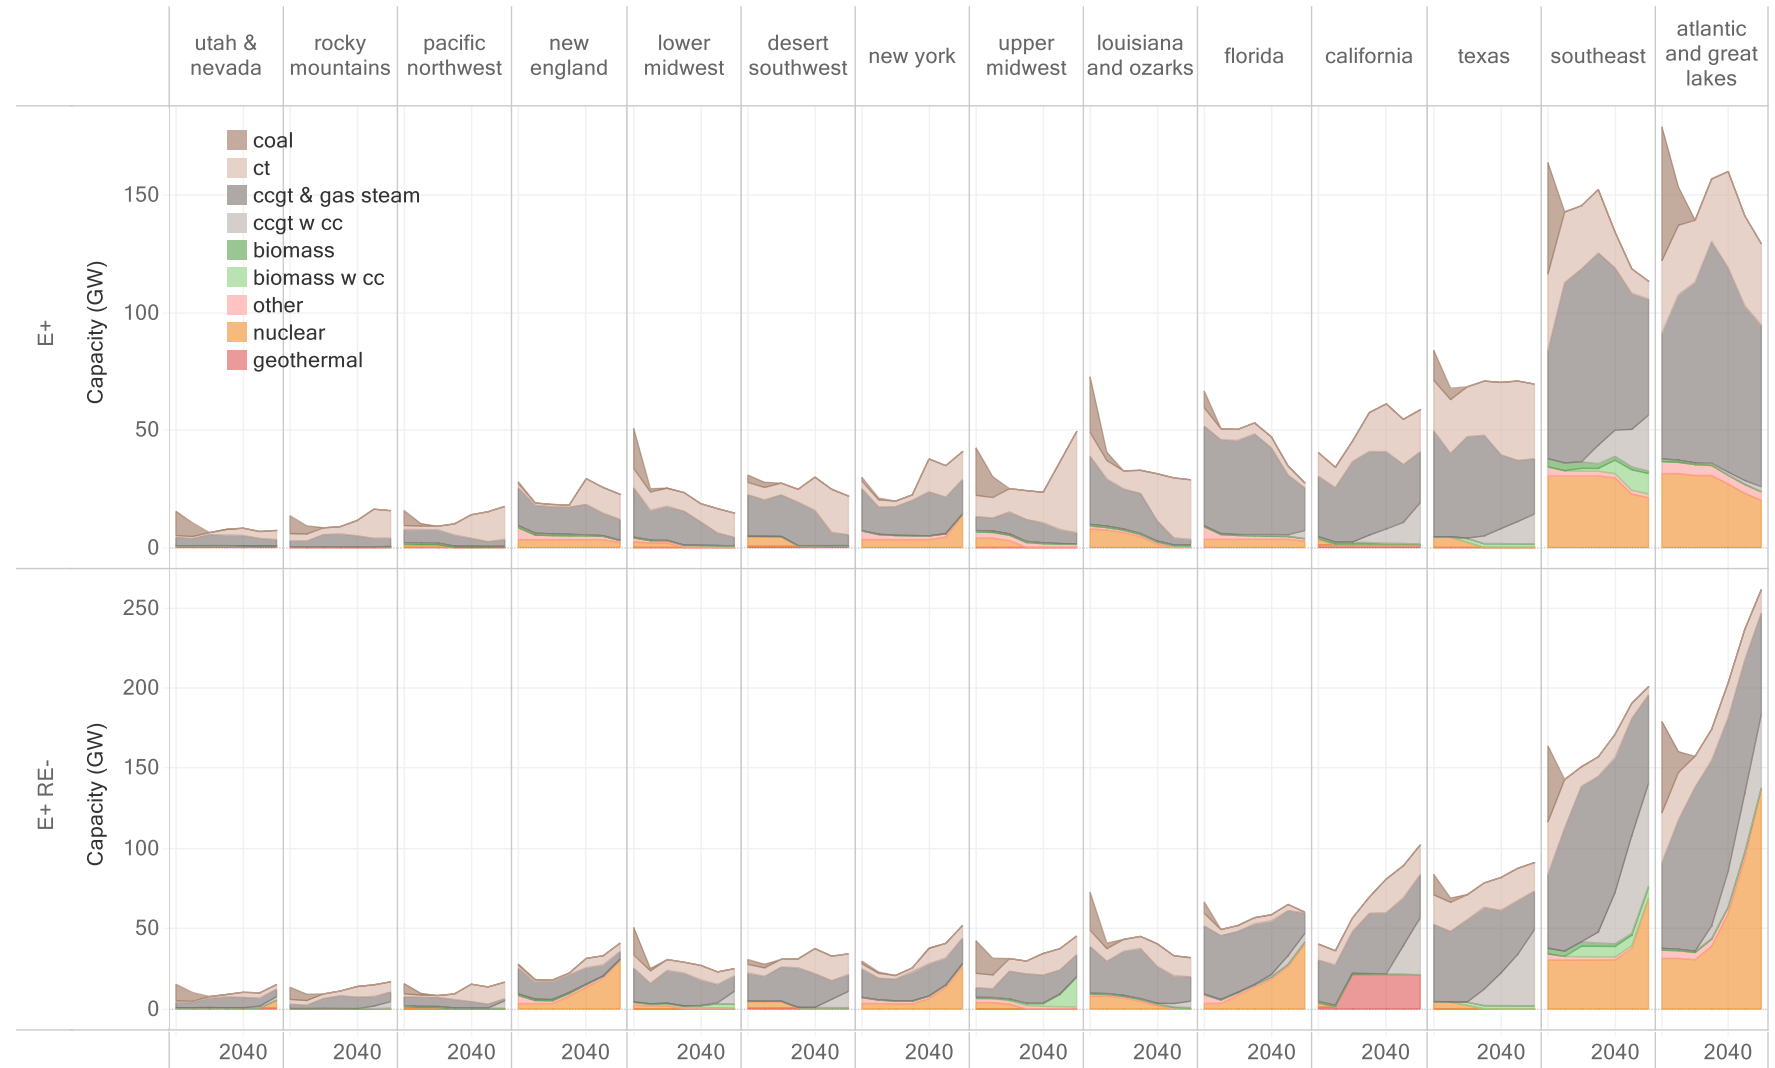 utah &
nevada
rocky
mountains
pacific
northwest
new
england
lower
midwest
desert
southwest
new york
upper
midwest
louisiana
and ozarks
florida
california
texas
southeast
atlantic
and great
lakes
E+
Capacity (GW)
150
100
50
0
coal
ct
ccgt & gas steam
ccgt w cc
biomass
biomass w cc
other
nuclear
geothermal
E+ RE-
Capacity (GW)
250
200
150
100
50
0
2040 2040 2040 2040 2040 2040 2040 2040 2040 2040 2040 2040 2040 2040